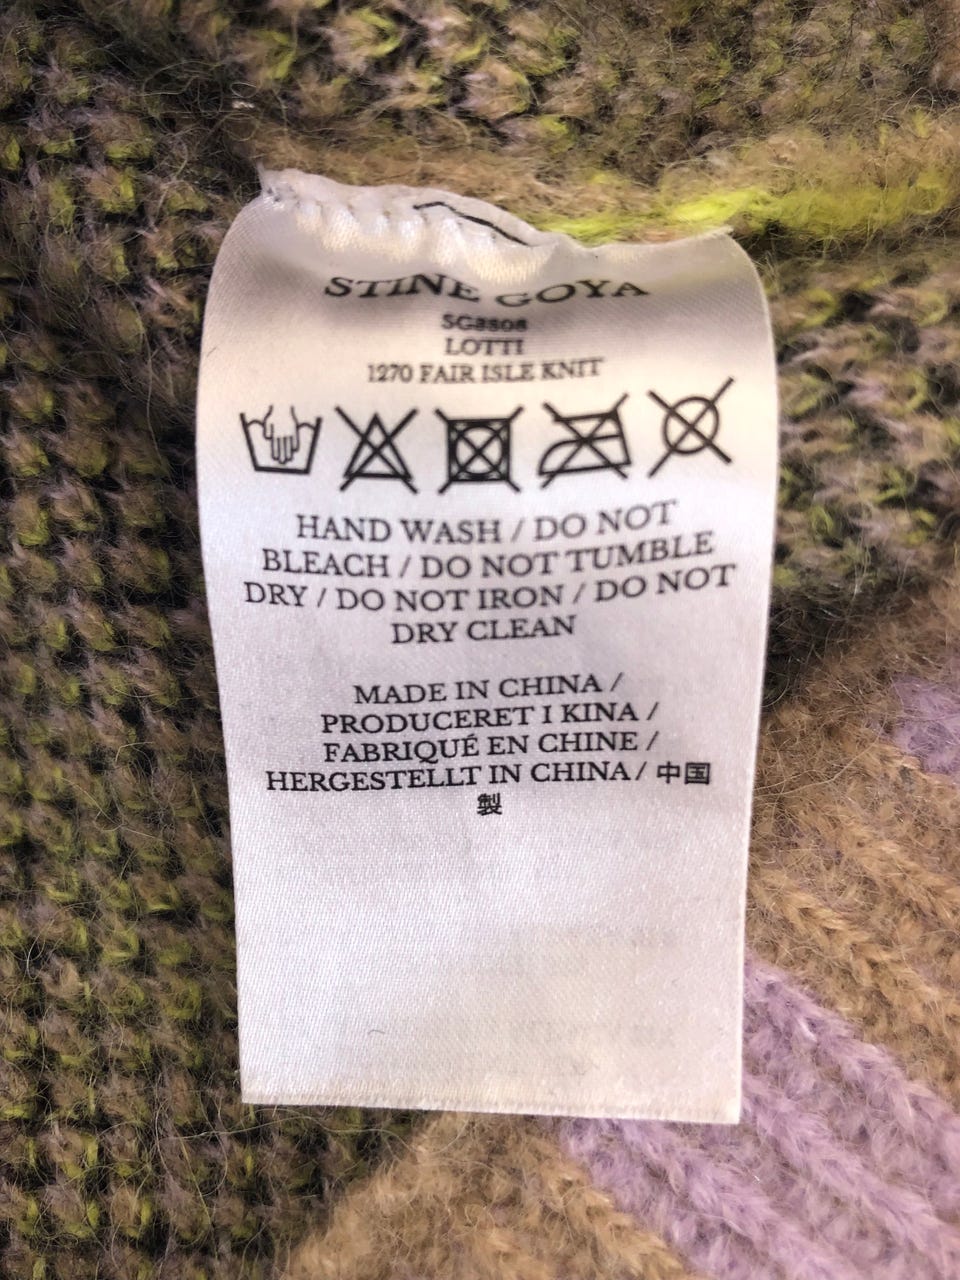 STINE GOYA
SG3508
LOTTI
1270 FAIR ISLE KNIT
HAND WASH / DO NOT
BLEACH / DO NOT TUMBLE
DRY / DO NOT IRON / DO NOT
DRY CLEAN
MADE IN CHINA /
PRODUCERET I KINA /
FABRIQUÉ EN CHINE /
HERGESTELLT IN CHINA / 中国
製